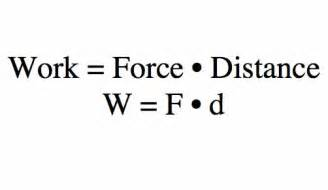 Work = Force • Distance
W = F • d